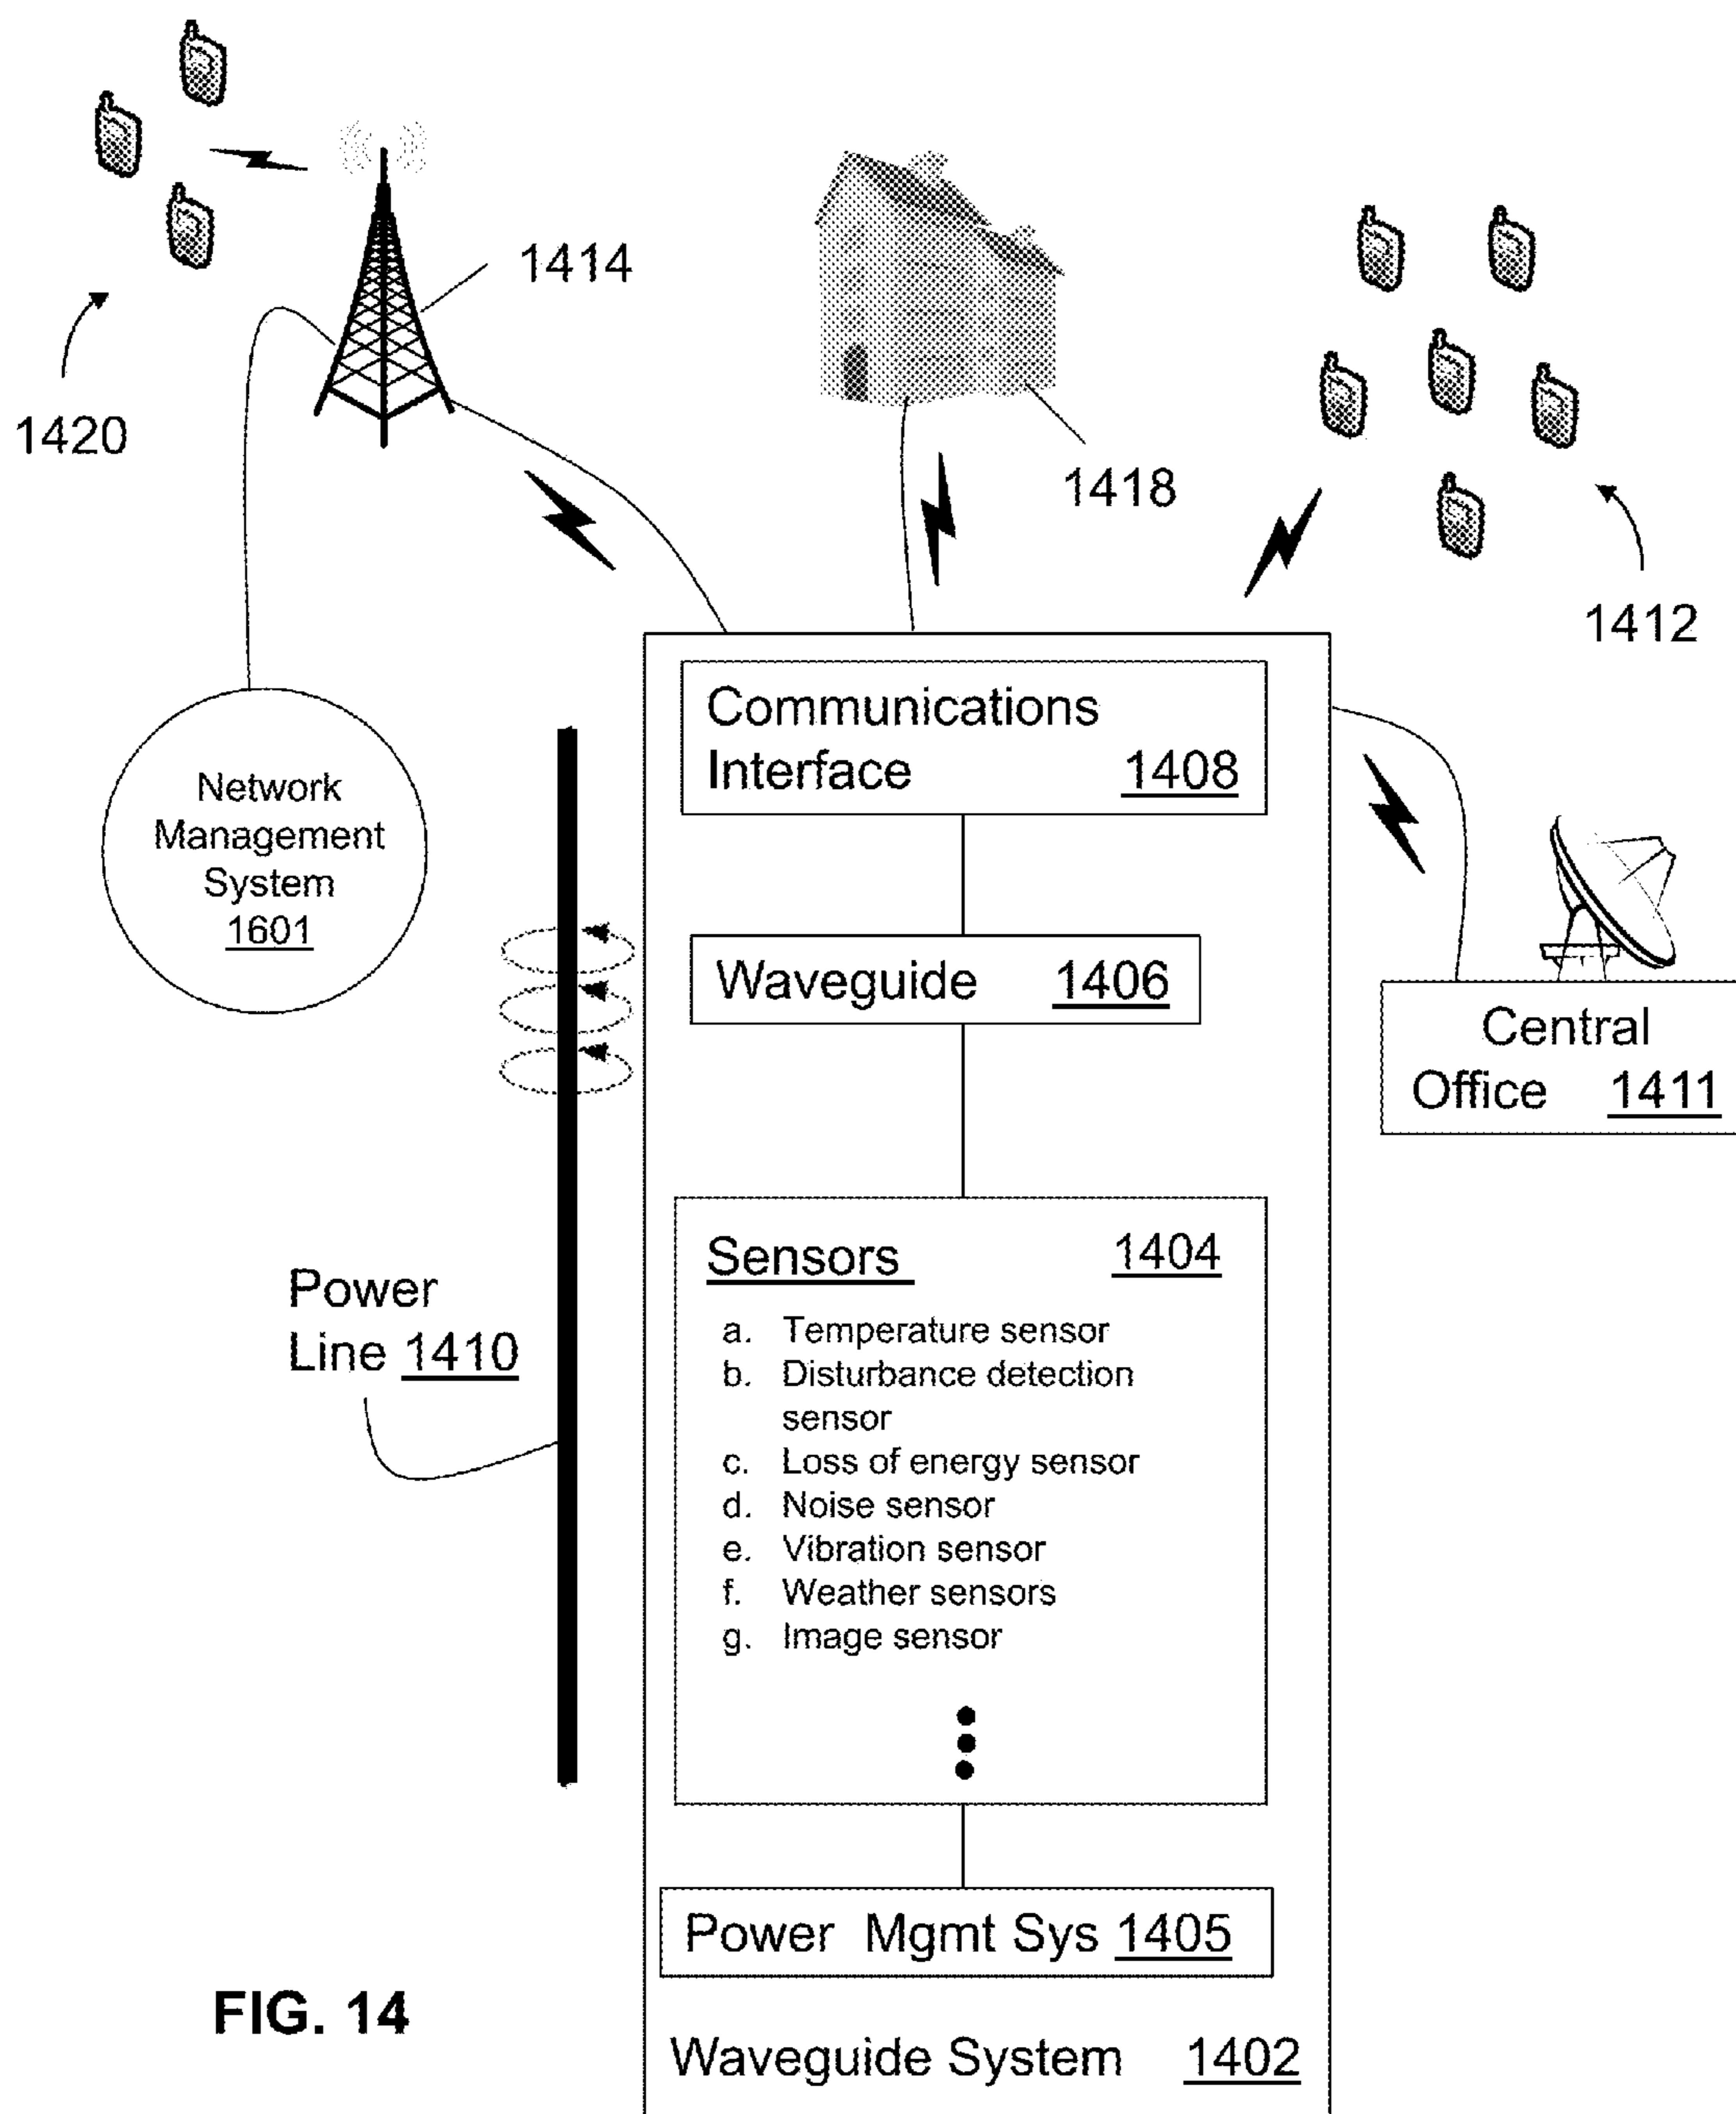 1414
1420
1418
1412
Communications
Interface 1408
Network
Management
System
1601
Waveguide 1406
Central
Office 1411
Sensors 1404
Power
Line 1410
a. Temperature sensor
b. Disturbance detection
sensor
c. Loss of energy sensor
d. Noise sensor
e. Vibration sensor
f. Weather sensors
g. Image sensor
Power Mgmt Sys 1405
FIG. 14
Waveguide System 1402